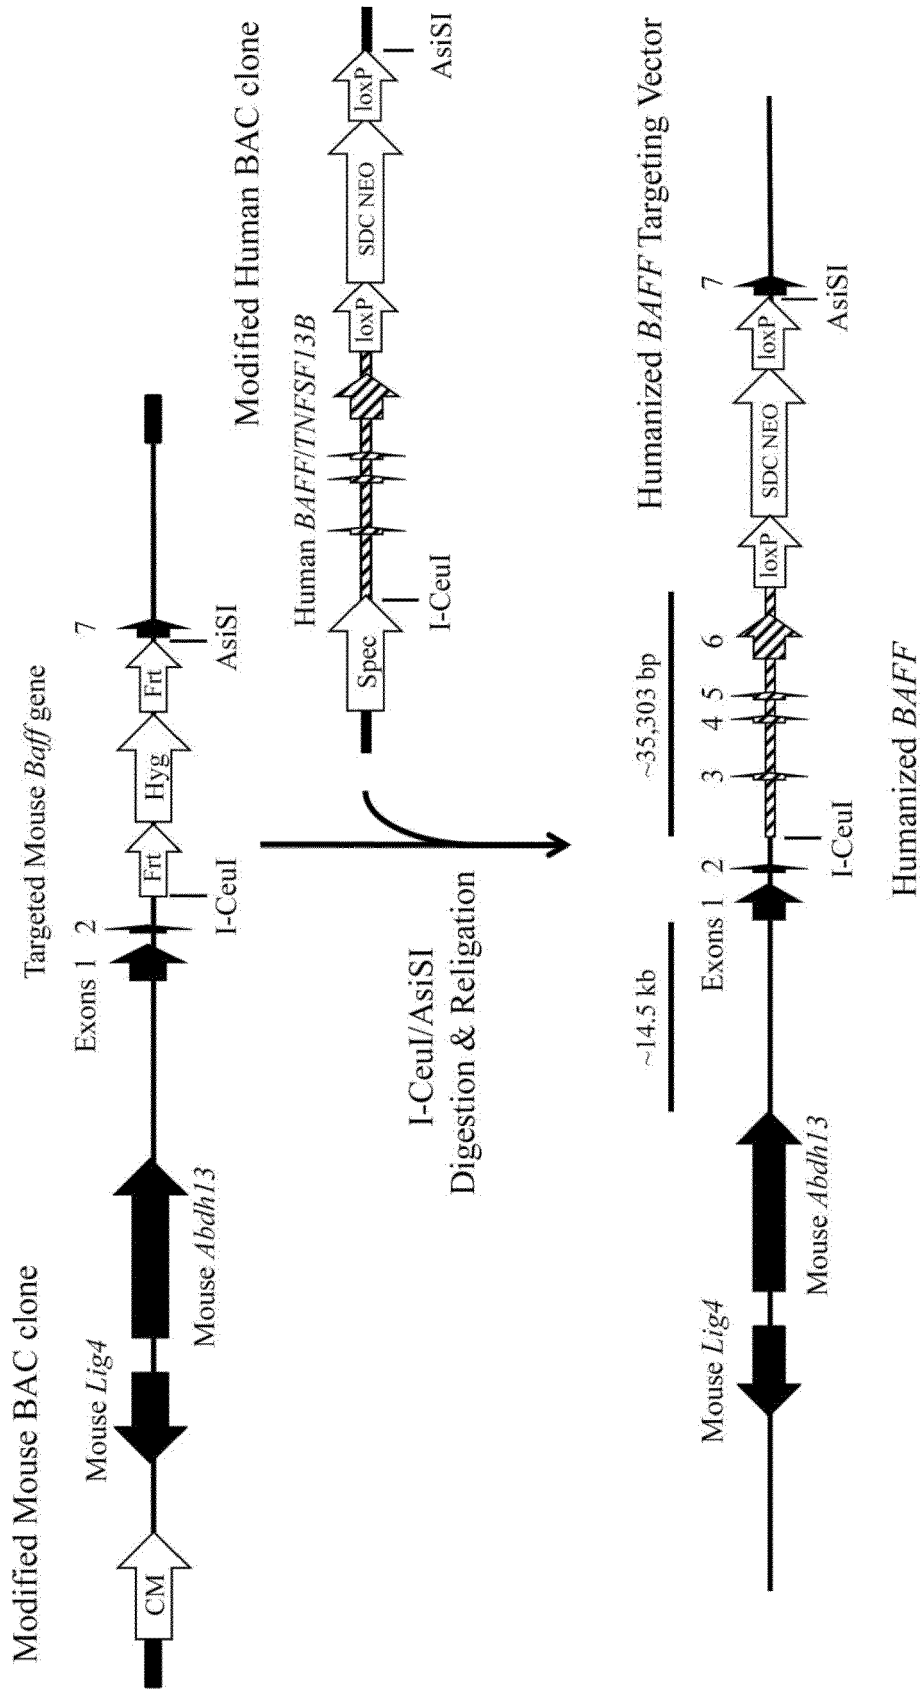 Modified Mouse BAC clone
Targeted Mouse Baff gene
Mouse Lig4
Exons 1 2 7
CM
Frt Hyg Frt
Mouse Abdh13
I-CeuI AsiSI
Modified Human BAC clone
Human BAFF/TNFSF13B
Spec loxP SDC NEO loxP
I-CeuI AsiSI
I-CeuI/AsiSI
Digestion & Religation
Humanized BAFF Targeting Vector
~14.5 kb ~35,303 bp
Mouse Lig4
Exons 1 2 3 4 5 6 7
loxP SDC NEO loxP
Mouse Abdh13
I-CeuI AsiSI
Humanized BAFF